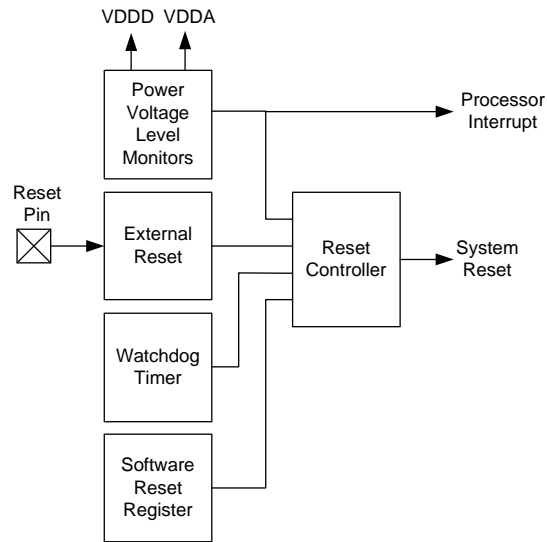 VDDD VDDA
Power
Voltage
Level
Monitors
Processor
Interrupt
Reset
Pin
External
Reset
Reset
Controller
System
Reset
Watchdog
Timer
Software
Reset
Register